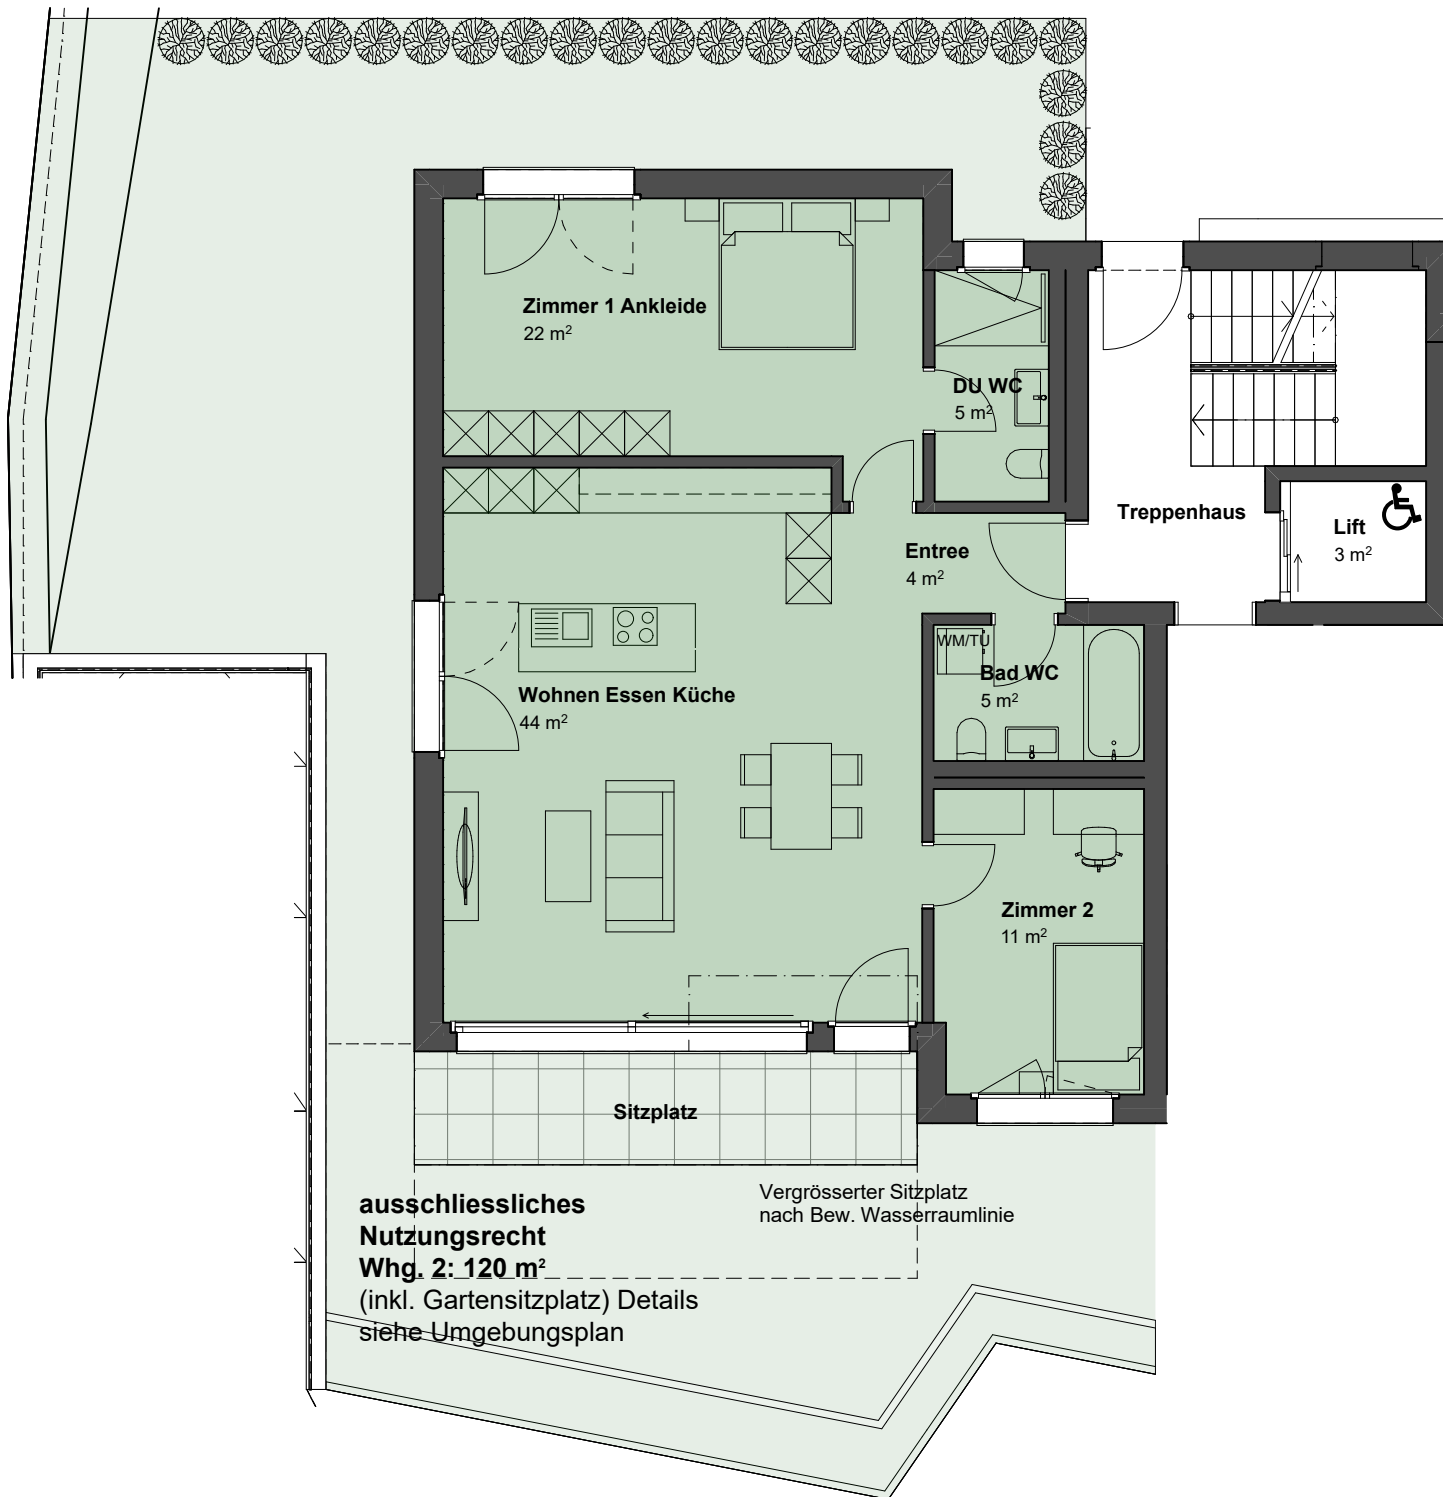 Zimmer 1 Ankleide
22 m²
DU WC
5 m²
Treppenhaus
Lift
3 m²
Entree
4 m²
WM/TU
Bad WC
5 m²
Wohnen Essen Küche
44 m²
Zimmer 2
11 m²
Sitzplatz
Vergrösserter Sitzplatz
nach Bew. Wasserraumlinie
ausschliessliches
Nutzungsrecht
Whg. 2: 120 m²
(inkl. Gartensitzplatz) Details
siehe Umgebungsplan